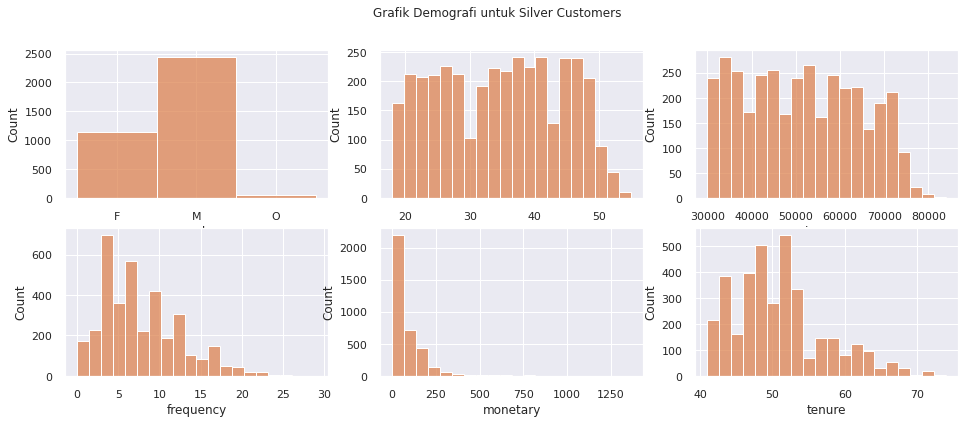 Grafik Demografi untuk Silver Customers
2500
2000
1500
1000
500
0
Count
F M O
250
200
150
100
50
0
Count
20 30 40 50
250
200
150
100
50
0
Count
30000 40000 50000 60000 70000 80000
600
400
200
0
Count
0 5 10 15 20 25 30
frequency
2000
1500
1000
500
0
Count
0 250 500 750 1000 1250
monetary
500
400
300
200
100
0
Count
40 50 60 70
tenure